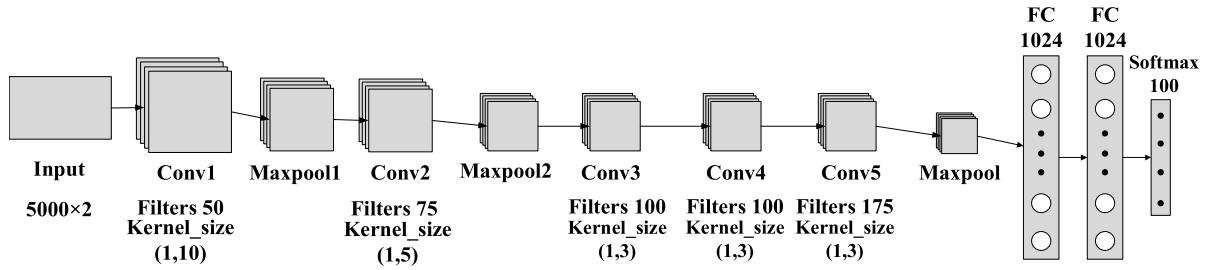 FC
1024
FC
1024
Softmax
100
Input
5000×2
Conv1
Filters 50
Kernel_size
(1,10)
Maxpool1
Conv2
Filters 75
Kernel_size
(1,5)
Maxpool2
Conv3
Filters 100
Kernel_size
(1,3)
Conv4
Filters 100
Kernel_size
(1,3)
Conv5
Filters 175
Kernel_size
(1,3)
Maxpool